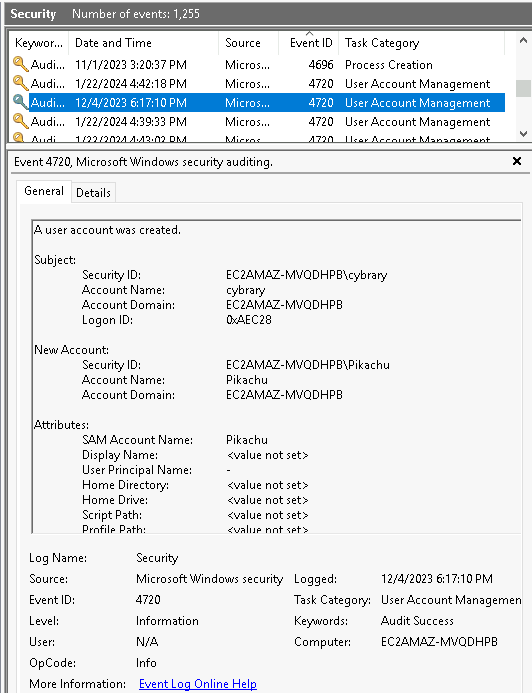 Security Number of events: 1,255
Keywor... Date and Time Source Event ID Task Category
Audi... 11/1/2023 3:20:37 PM Micros... 4696 Process Creation
Audi... 1/22/2024 4:42:18 PM Micros... 4720 User Account Management
Audi... 12/4/2023 6:17:10 PM Micros... 4720 User Account Management
Audi... 1/22/2024 4:39:33 PM Micros... 4720 User Account Management
Audi... 1/22/2024 4:43:02 PM Micros... 4720 User Account Management
Event 4720, Microsoft Windows security auditing.
General Details
A user account was created.
Subject:
Security ID: EC2AMAZ-MVQDHPB\cybrary
Account Name: cybrary
Account Domain: EC2AMAZ-MVQDHPB
Logon ID: 0xAEC28
New Account:
Security ID: EC2AMAZ-MVQDHPB\Pikachu
Account Name: Pikachu
Account Domain: EC2AMAZ-MVQDHPB
Attributes:
SAM Account Name: Pikachu
Display Name: <value not set>
User Principal Name: -
Home Directory: <value not set>
Home Drive: <value not set>
Script Path: <value not set>
Profile Path: <value not set>
Log Name: Security
Source: Microsoft Windows security Logged: 12/4/2023 6:17:10 PM
Event ID: 4720 Task Category: User Account Managemen
Level: Information Keywords: Audit Success
User: N/A Computer: EC2AMAZ-MVQDHPB
OpCode: Info
More Information: Event Log Online Help